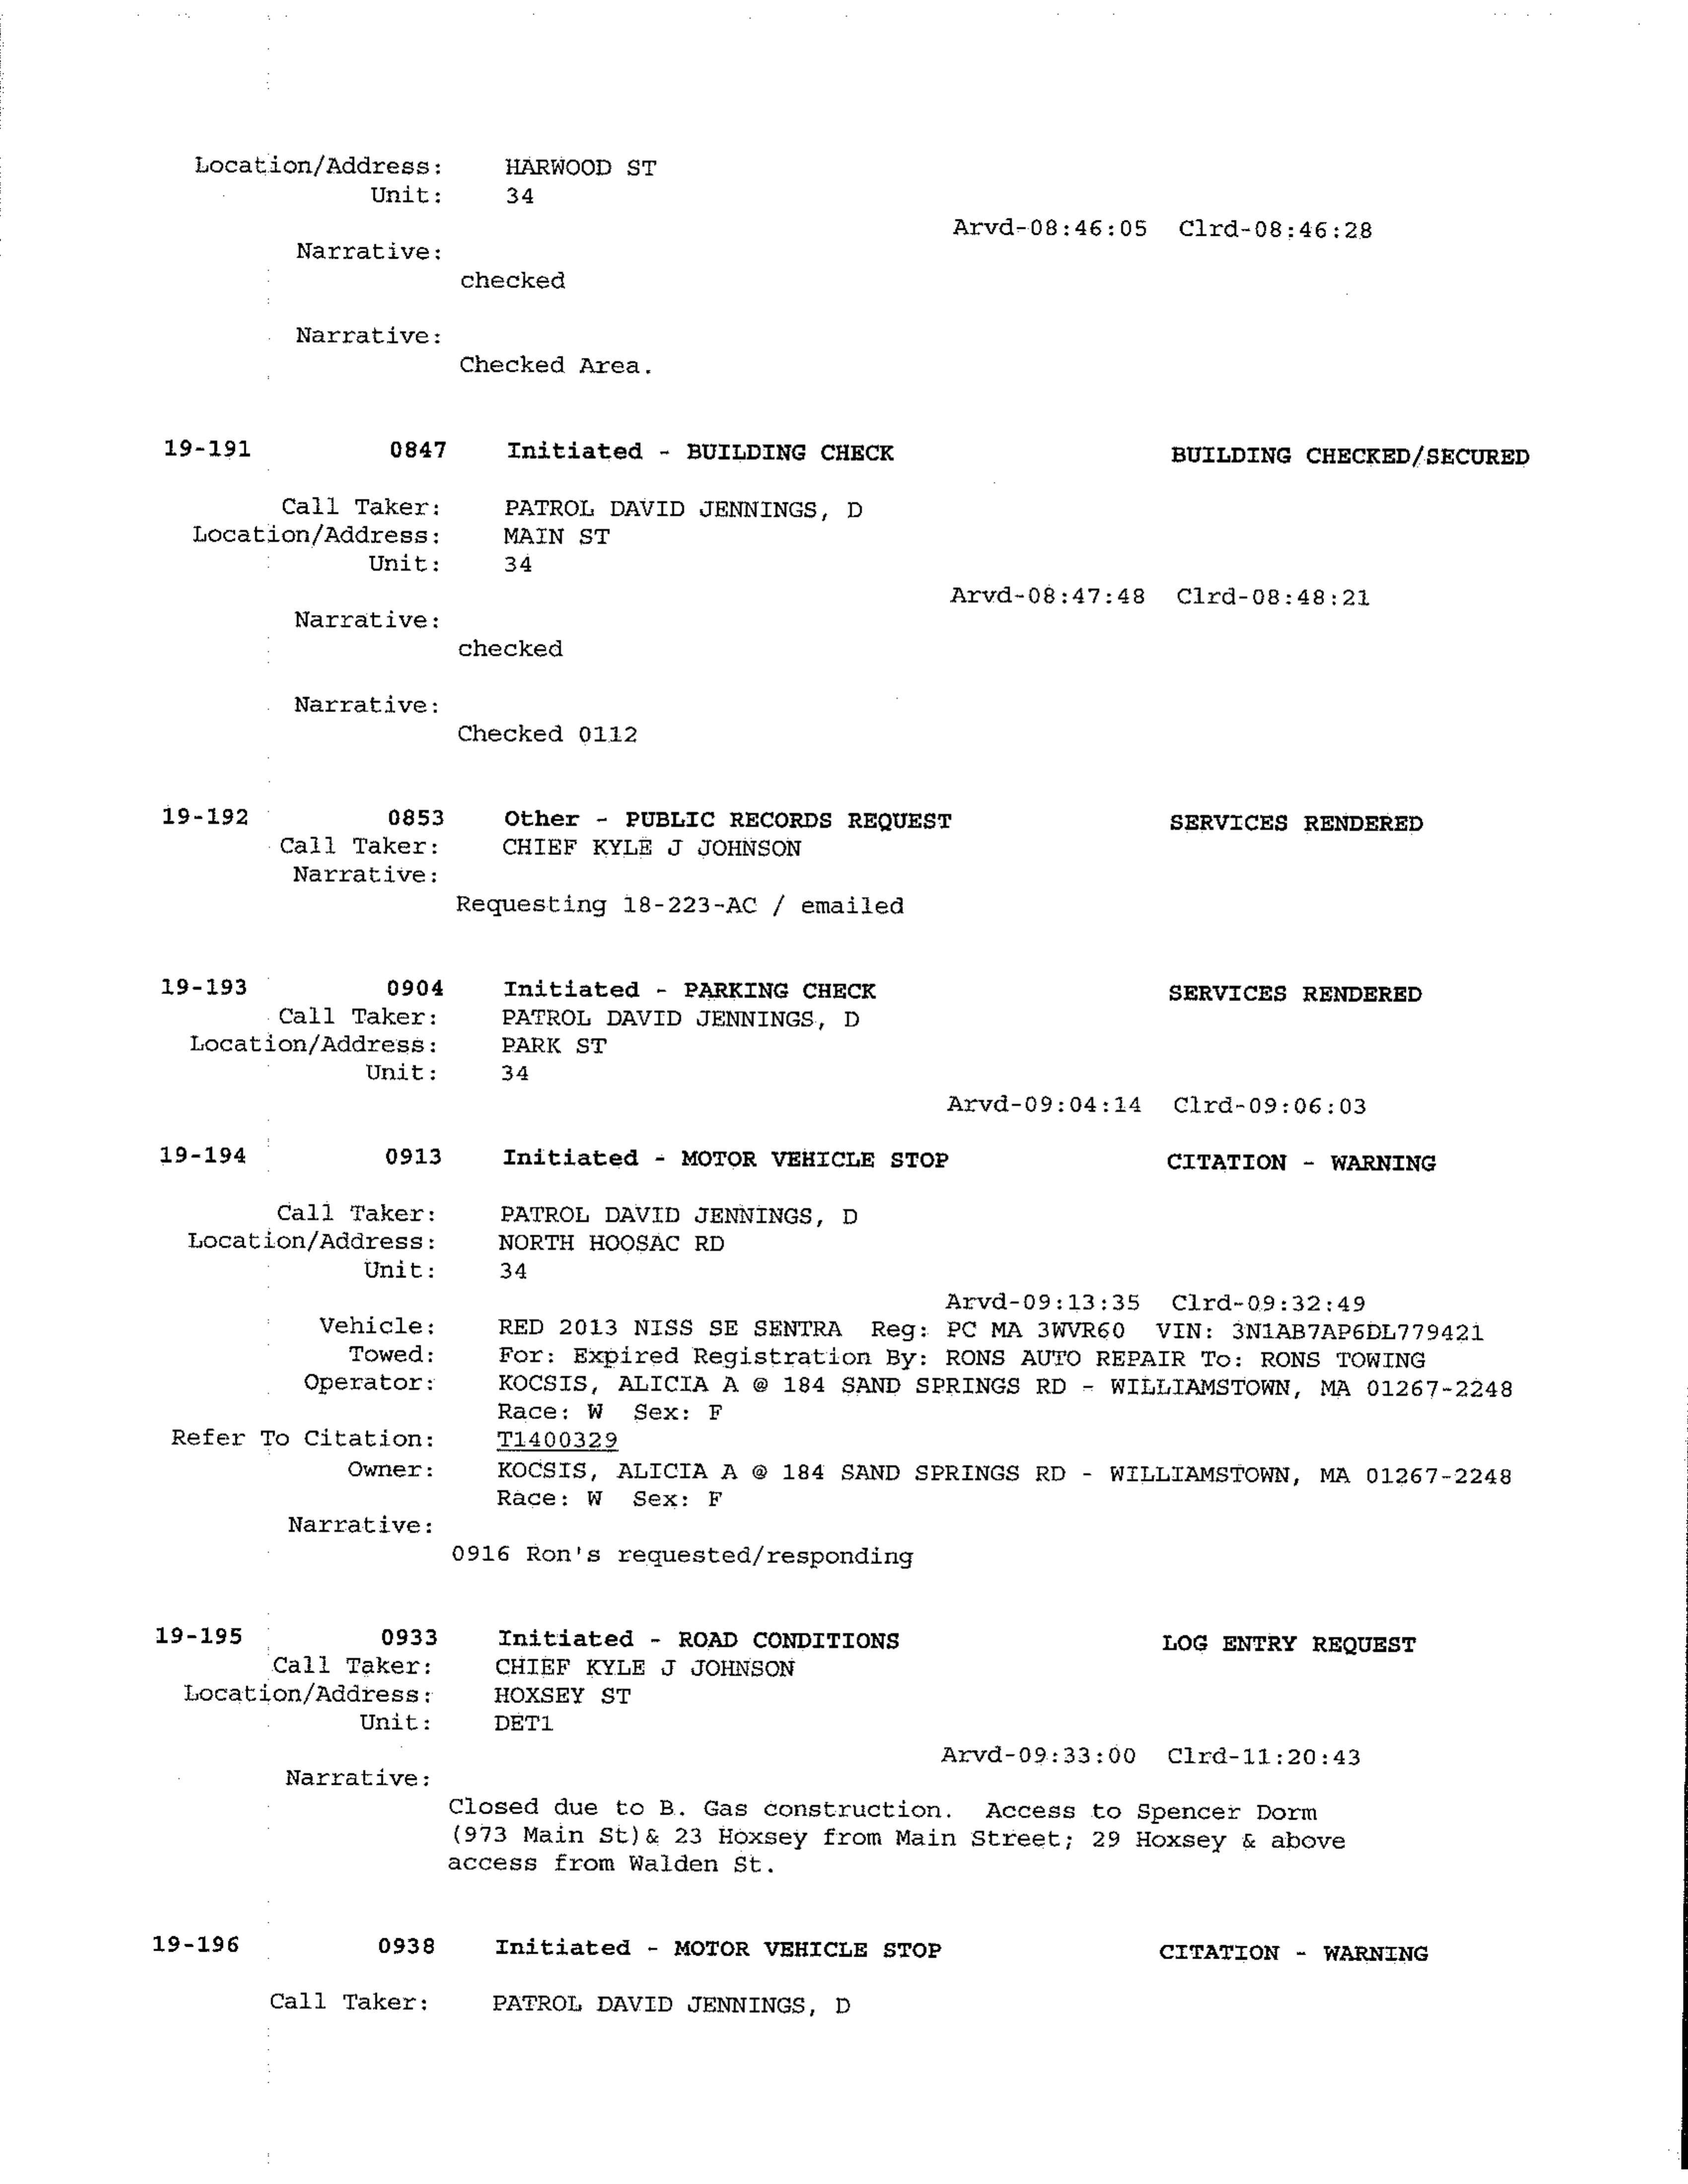 Location/Address: HARWOOD ST
Unit: 34
Arvd-08:46:05 Clrd-08:46:28
Narrative:
checked
Narrative:
Checked Area.
19-191 0847 Initiated - BUILDING CHECK BUILDING CHECKED/SECURED
Call Taker: PATROL DAVID JENNINGS, D
Location/Address: MAIN ST
Unit: 34
Arvd-08:47:48 Clrd-08:48:21
Narrative:
checked
Narrative:
Checked 0112
19-192 0853 Other - PUBLIC RECORDS REQUEST SERVICES RENDERED
Call Taker: CHIEF KYLE J JOHNSON
Narrative:
Requesting 18-223-AC / emailed
19-193 0904 Initiated - PARKING CHECK SERVICES RENDERED
Call Taker: PATROL DAVID JENNINGS, D
Location/Address: PARK ST
Unit: 34
Arvd-09:04:14 Clrd-09:06:03
19-194 0913 Initiated - MOTOR VEHICLE STOP CITATION - WARNING
Call Taker: PATROL DAVID JENNINGS, D
Location/Address: NORTH HOOSAC RD
Unit: 34
Arvd-09:13:35 Clrd-09:32:49
Vehicle: RED 2013 NISS SE SENTRA Reg: PC MA 3WVR60 VIN: 3N1AB7AP6DL779421
Towed: For: Expired Registration By: RONS AUTO REPAIR To: RONS TOWING
Operator: KOCSIS, ALICIA A @ 184 SAND SPRINGS RD - WILLIAMSTOWN, MA 01267-2248
Race: W Sex: F
Refer To Citation: T1400329
Owner: KOCSIS, ALICIA A @ 184 SAND SPRINGS RD - WILLIAMSTOWN, MA 01267-2248
Race: W Sex: F
Narrative:
0916 Ron's requested/responding
19-195 0933 Initiated - ROAD CONDITIONS LOG ENTRY REQUEST
Call Taker: CHIEF KYLE J JOHNSON
Location/Address: HOXSEY ST
Unit: DET1
Arvd-09:33:00 Clrd-11:20:43
Narrative:
Closed due to B. Gas construction. Access to Spencer Dorm
(973 Main St)& 23 Hoxsey from Main Street; 29 Hoxsey & above
access from Walden St.
19-196 0938 Initiated - MOTOR VEHICLE STOP CITATION - WARNING
Call Taker: PATROL DAVID JENNINGS, D